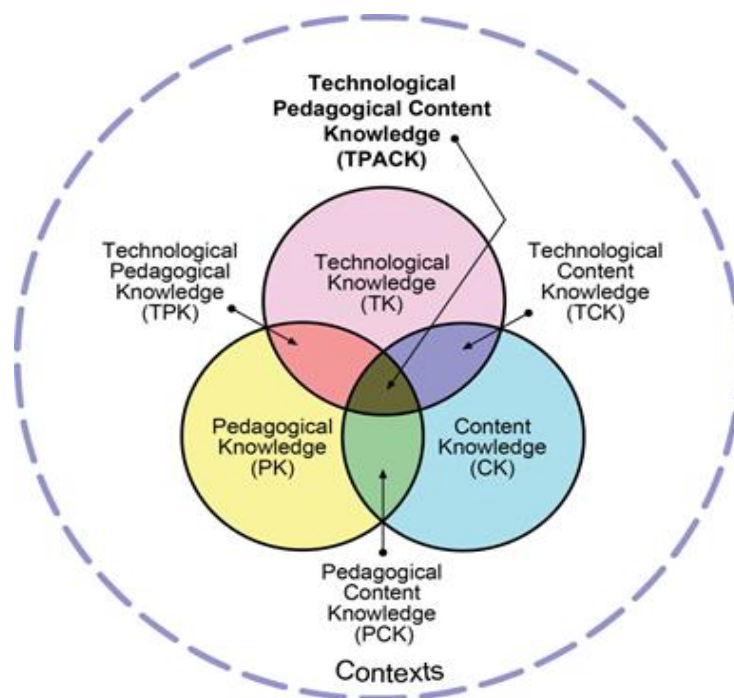 Technological
Pedagogical Content
Knowledge
(TPACK)
Technological
Pedagogical
Knowledge
(TPK)
Technological
Knowledge
(TK)
Technological
Content
Knowledge
(TCK)
Pedagogical
Knowledge
(PK)
Content
Knowledge
(CK)
Pedagogical
Content
Knowledge
(PCK)
Contexts